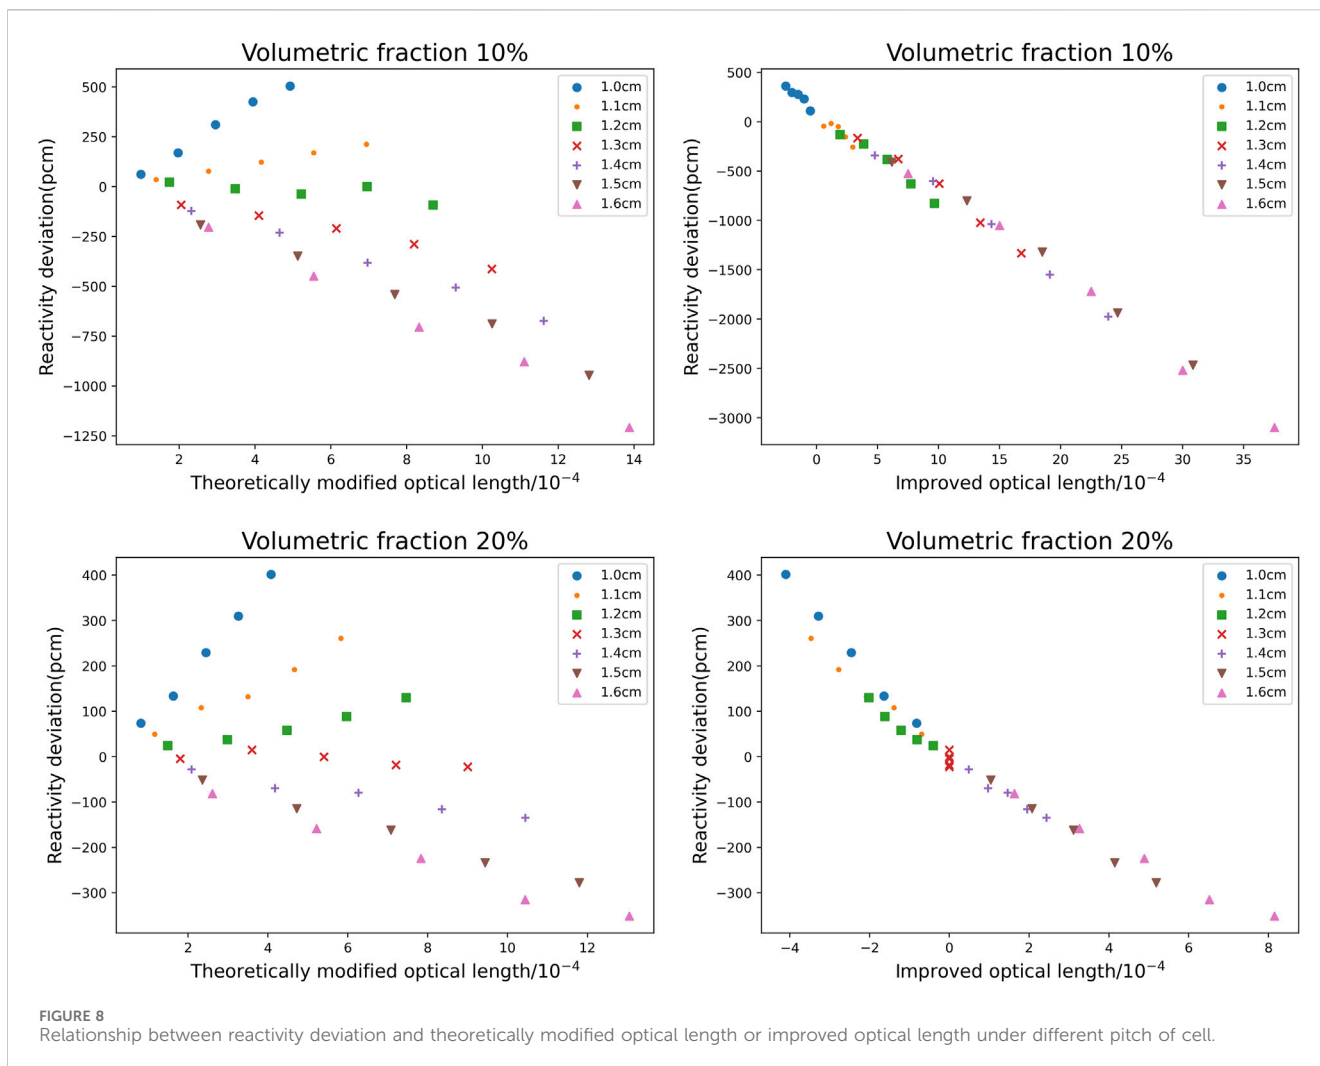 Volumetric fraction 10%
Reactivity deviation(pcm)
500
250
0
−250
−500
−750
−1000
−1250
2 4 6 8 10 12 14
Theoretically modified optical length/10⁻⁴
1.0cm
1.1cm
1.2cm
1.3cm
1.4cm
1.5cm
1.6cm
Volumetric fraction 10%
Reactivity deviation(pcm)
500
0
−500
−1000
−1500
−2000
−2500
−3000
0 5 10 15 20 25 30 35
Improved optical length/10⁻⁴
1.0cm
1.1cm
1.2cm
1.3cm
1.4cm
1.5cm
1.6cm
Volumetric fraction 20%
Reactivity deviation(pcm)
400
300
200
100
0
−100
−200
−300
2 4 6 8 10 12
Theoretically modified optical length/10⁻⁴
1.0cm
1.1cm
1.2cm
1.3cm
1.4cm
1.5cm
1.6cm
Volumetric fraction 20%
Reactivity deviation(pcm)
400
300
200
100
0
−100
−200
−300
−4 −2 0 2 4 6 8
Improved optical length/10⁻⁴
1.0cm
1.1cm
1.2cm
1.3cm
1.4cm
1.5cm
1.6cm
FIGURE 8
Relationship between reactivity deviation and theoretically modified optical length or improved optical length under different pitch of cell.